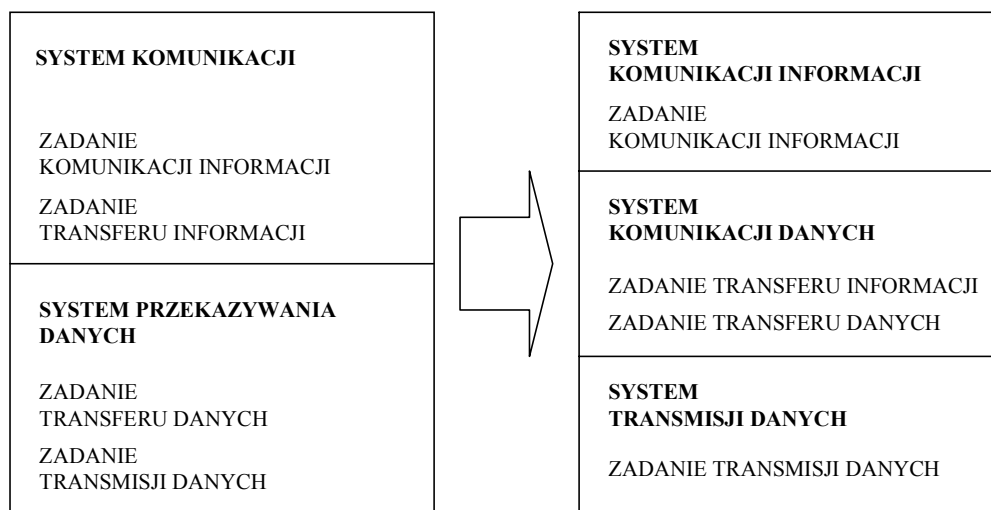 SYSTEM KOMUNIKACJI
ZADANIE
KOMUNIKACJI INFORMACJI
ZADANIE
TRANSFERU INFORMACJI
SYSTEM PRZEKAZYWANIA
DANYCH
ZADANIE
TRANSFERU DANYCH
ZADANIE
TRANSMISJI DANYCH
SYSTEM
KOMUNIKACJI INFORMACJI
ZADANIE
KOMUNIKACJI INFORMACJI
SYSTEM
KOMUNIKACJI DANYCH
ZADANIE TRANSFERU INFORMACJI
ZADANIE TRANSFERU DANYCH
SYSTEM
TRANSMISJI DANYCH
ZADANIE TRANSMISJI DANYCH